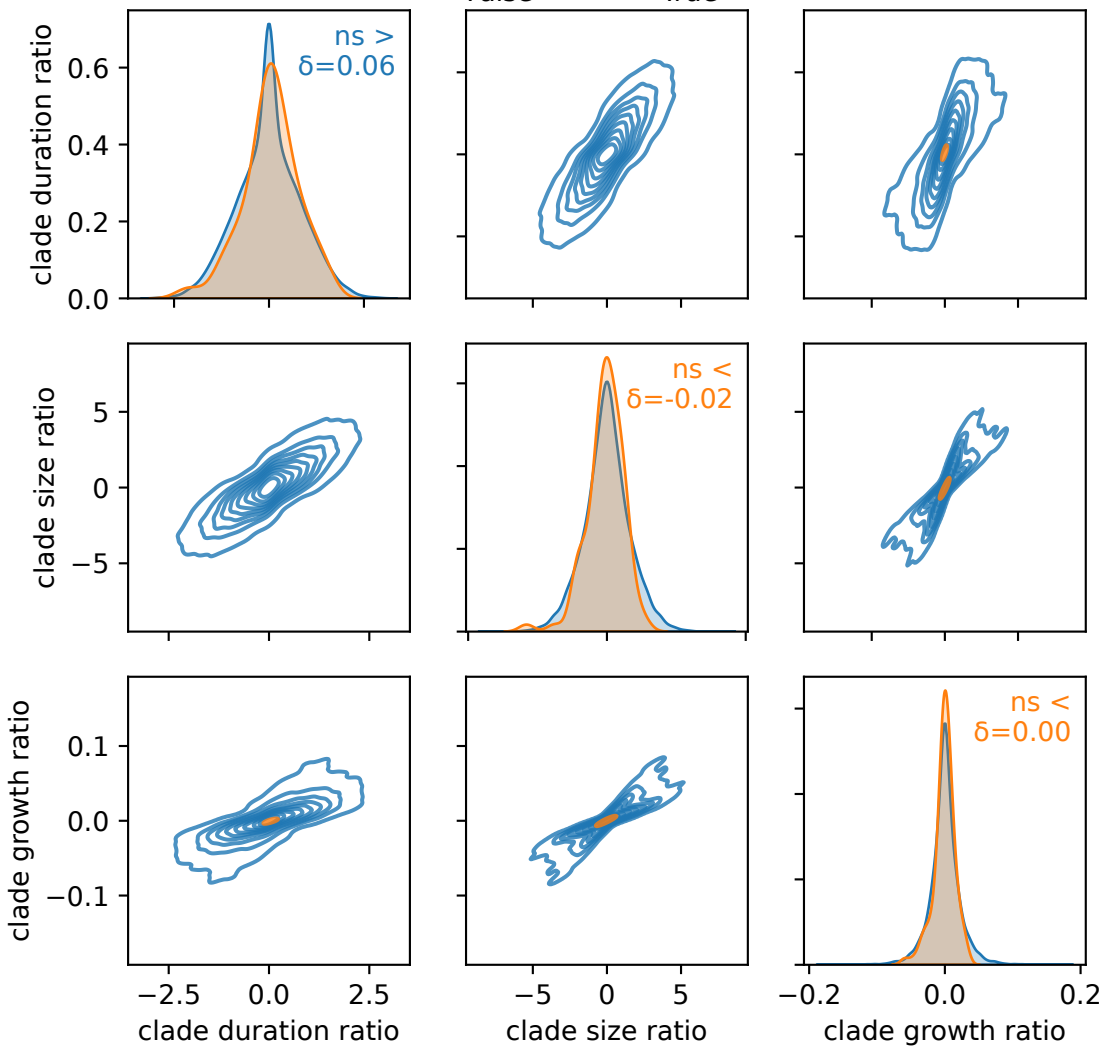 ns >
δ=0.06
clade duration ratio
0.6
0.4
0.2
0.0
ns <
δ=-0.02
clade size ratio
5
0
−5
−5
0
5
ns <
δ=0.00
clade growth ratio
0.1
0.0
−0.1
−2.5
0.0
2.5
−5
0
5
−0.2
0.0
0.2
clade duration ratio
clade size ratio
clade growth ratio